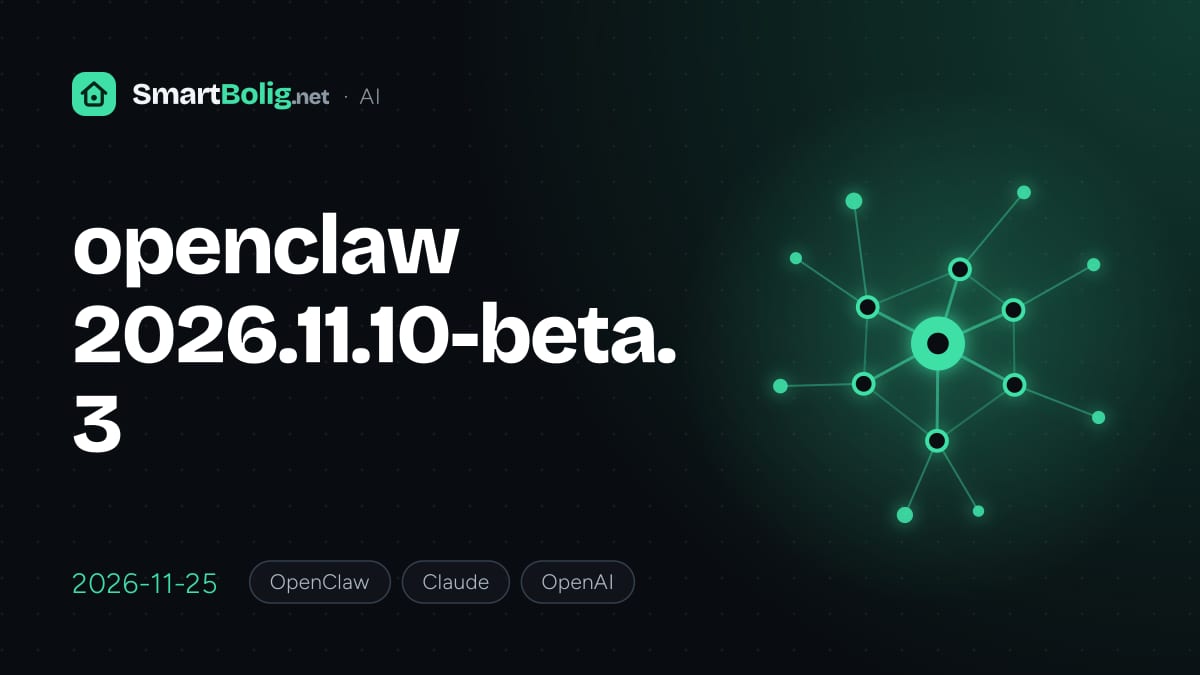 SmartBolig.net · AI
openclaw
2026.11.10-beta.
3
2026-11-25 OpenClaw Claude OpenAI